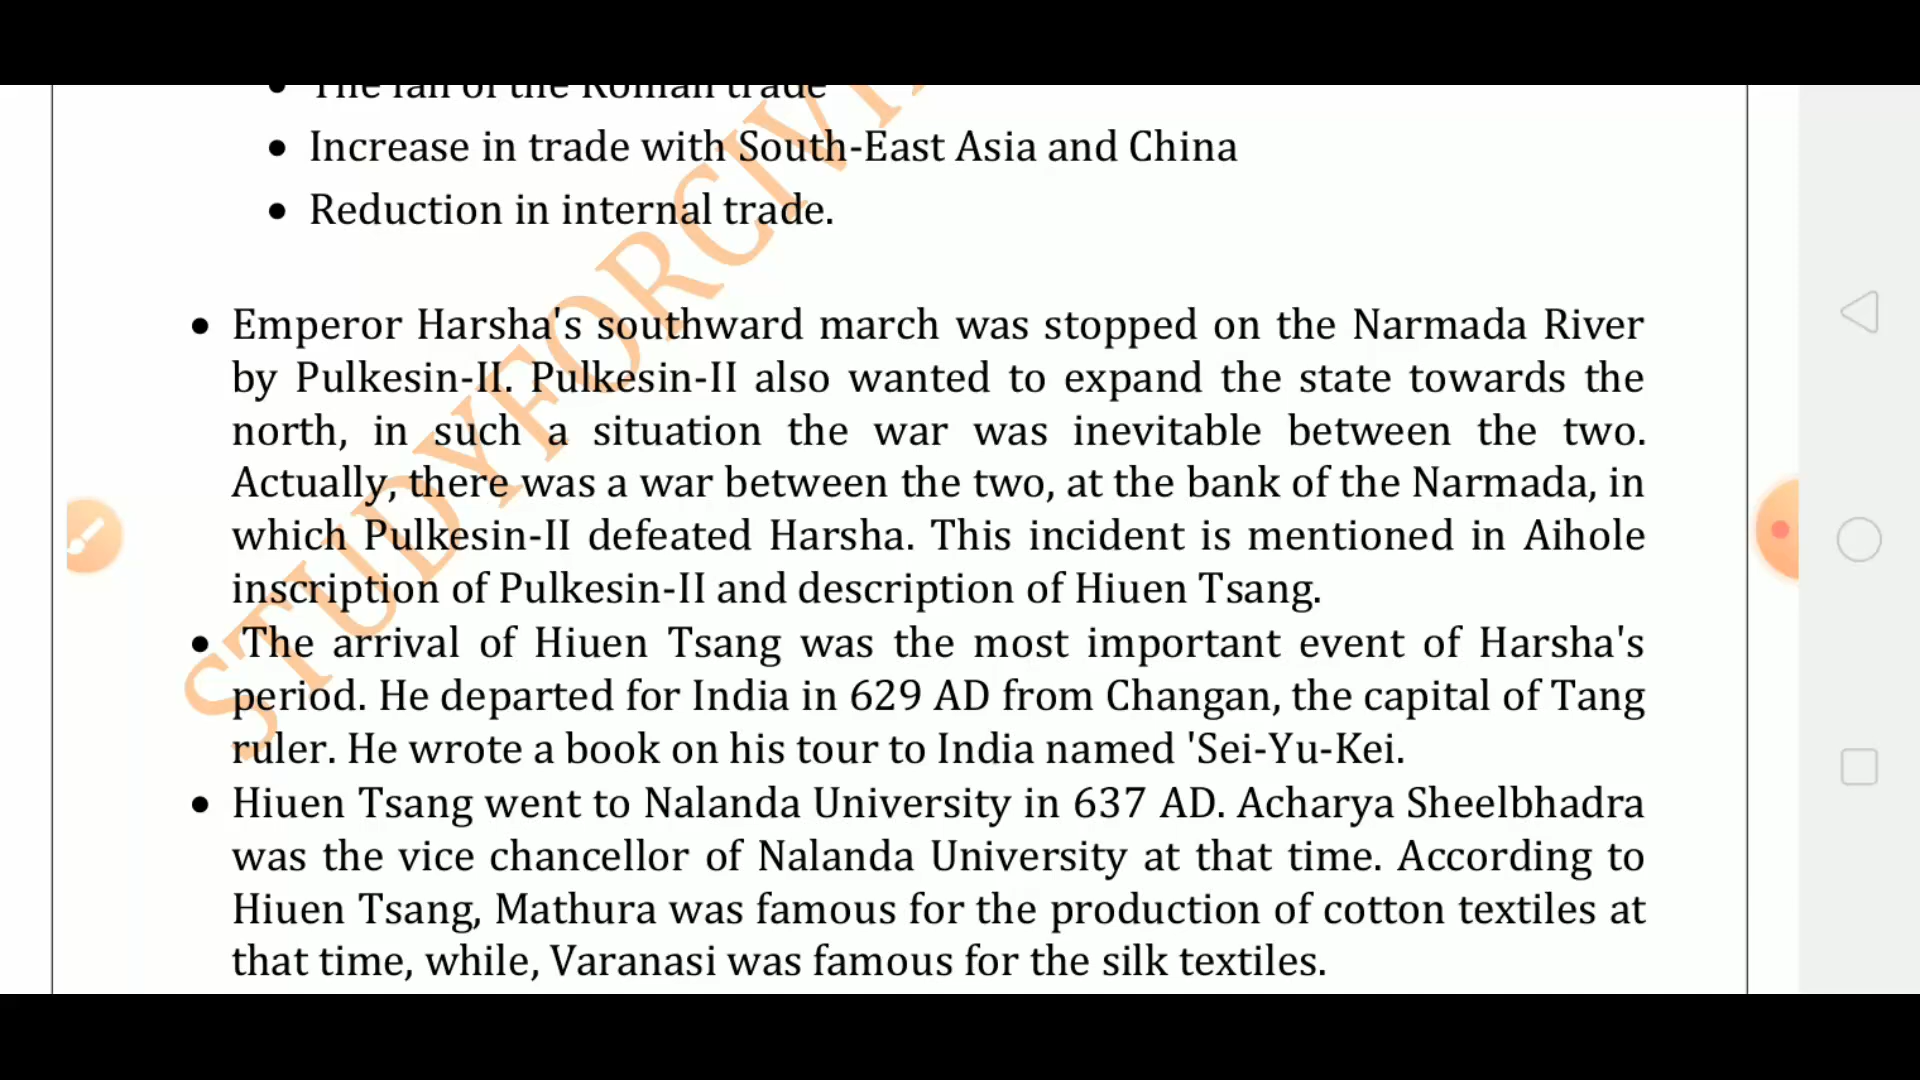 The fall of the Roman trade
• Increase in trade with South-East Asia and China
• Reduction in internal trade.
• Emperor Harsha's southward march was stopped on the Narmada River
by Pulkesin-II. Pulkesin-II also wanted to expand the state towards the
north, in such a situation the war was inevitable between the two.
Actually, there was a war between the two, at the bank of the Narmada, in
which Pulkesin-II defeated Harsha. This incident is mentioned in Aihole
inscription of Pulkesin-II and description of Hiuen Tsang.
• The arrival of Hiuen Tsang was the most important event of Harsha's
period. He departed for India in 629 AD from Changan, the capital of Tang
ruler. He wrote a book on his tour to India named 'Sei-Yu-Kei.
• Hiuen Tsang went to Nalanda University in 637 AD. Acharya Sheelbhadra
was the vice chancellor of Nalanda University at that time. According to
Hiuen Tsang, Mathura was famous for the production of cotton textiles at
that time, while, Varanasi was famous for the silk textiles.
STUDYFORCIVI